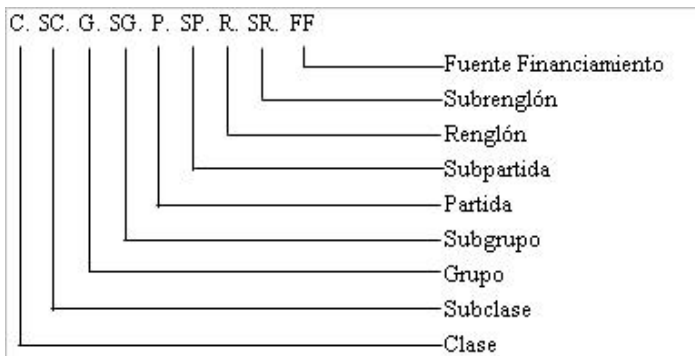 C. SC. G. SG. P. SP. R. SR. FF
Fuente Financiamiento
Subrenglón
Renglón
Subpartida
Partida
Subgrupo
Grupo
Subclase
Clase